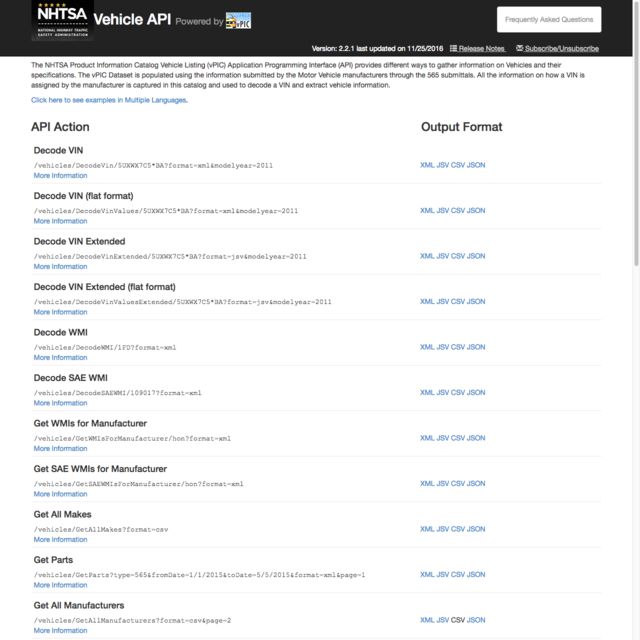 NHTSA
NATIONAL HIGHWAY TRAFFIC
SAFETY ADMINISTRATION
Vehicle API Powered by vPIC
Frequently Asked Questions
Version: 2.2.1 last updated on 11/25/2016 Release Notes Subscribe/Unsubscribe
The NHTSA Product Information Catalog Vehicle Listing (vPIC) Application Programming Interface (API) provides different ways to gather information on Vehicles and their
specifications. The vPIC Dataset is populated using the information submitted by the Motor Vehicle manufacturers through the 565 submittals. All the information on how a VIN is
assigned by the manufacturer is captured in this catalog and used to decode a VIN and extract vehicle information.
Click here to see examples in Multiple Languages.
API Action Output Format
Decode VIN
/vehicles/DecodeVin/5UXWX7C5*BA?format=xml&modelyear=2011 XML JSV CSV JSON
More Information
Decode VIN (flat format)
/vehicles/DecodeVinValues/5UXWX7C5*BA?format=xml&modelyear=2011 XML JSV CSV JSON
More Information
Decode VIN Extended
/vehicles/DecodeVinExtended/5UXWX7C5*BA?format=jsv&modelyear=2011 XML JSV CSV JSON
More Information
Decode VIN Extended (flat format)
/vehicles/DecodeVinValuesExtended/5UXWX7C5*BA?format=jsv&modelyear=2011 XML JSV CSV JSON
More Information
Decode WMI
/vehicles/DecodeWMI/1FD?format=xml XML JSV CSV JSON
More Information
Decode SAE WMI
/vehicles/DecodeSAEWMI/109017?format=xml XML JSV CSV JSON
More Information
Get WMIs for Manufacturer
/vehicles/GetWMIsForManufacturer/hon?format=xml XML JSV CSV JSON
More Information
Get SAE WMIs for Manufacturer
/vehicles/GetSAEWMIsForManufacturer/hon?format=xml XML JSV CSV JSON
More Information
Get All Makes
/vehicles/GetAllMakes?format=csv XML JSV CSV JSON
More Information
Get Parts
/vehicles/GetParts?type=565&fromDate=1/1/2015&toDate=5/5/2015&format=xml&page=1 XML JSV CSV JSON
More Information
Get All Manufacturers
/vehicles/GetAllManufacturers?format=csv&page=2 XML JSV CSV JSON